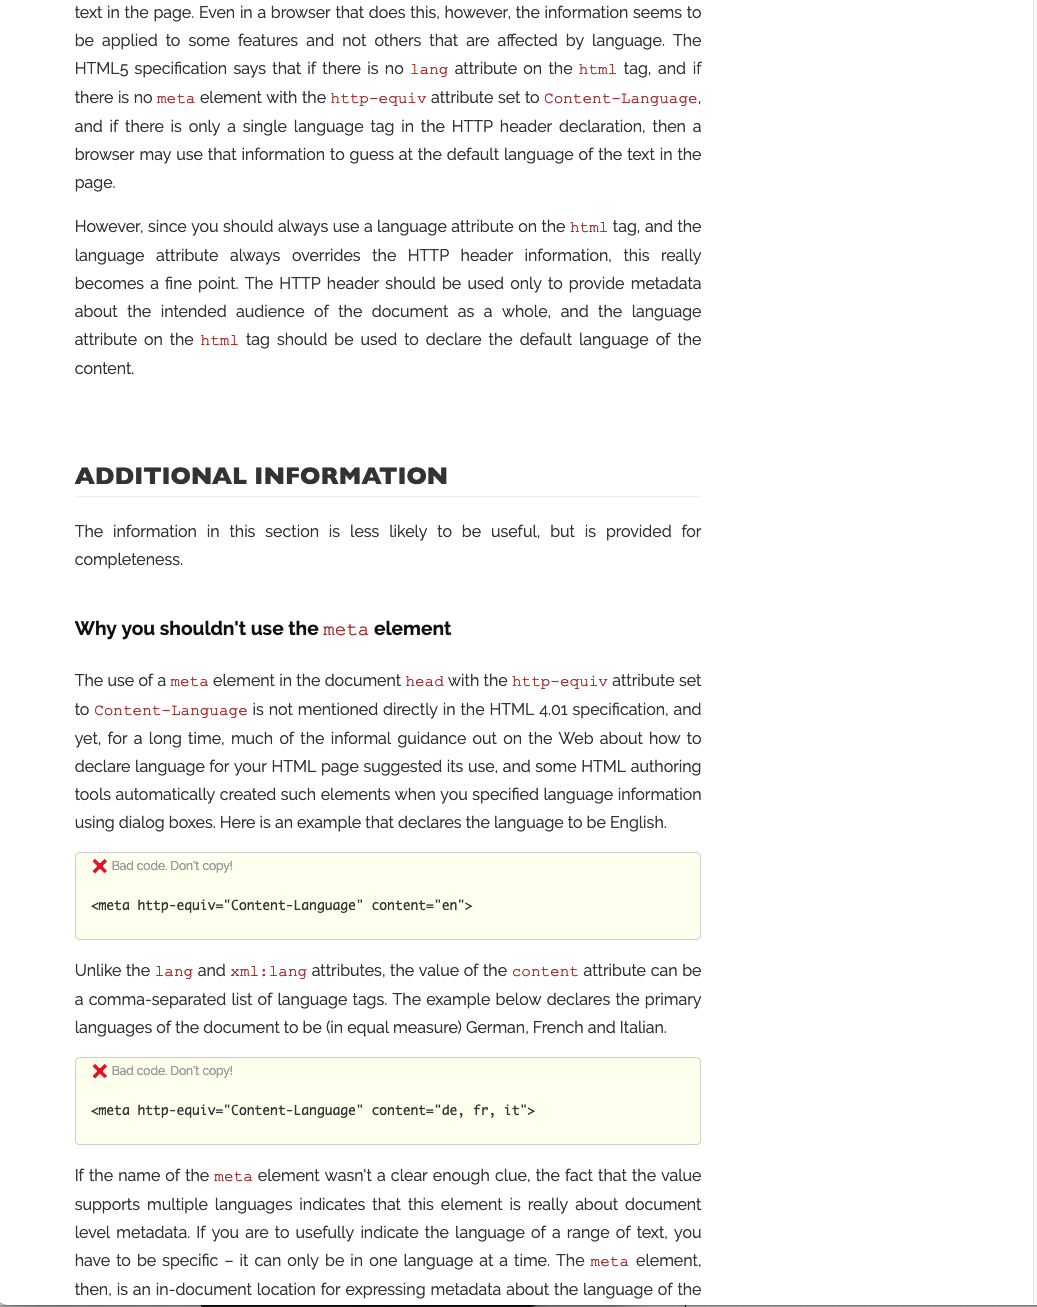 text in the page. Even in a browser that does this, however, the information seems to
be applied to some features and not others that are affected by language. The
HTML5 specification says that if there is no lang attribute on the html tag, and if
there is no meta element with the http-equiv attribute set to Content-Language,
and if there is only a single language tag in the HTTP header declaration, then a
browser may use that information to guess at the default language of the text in the
page.
However, since you should always use a language attribute on the html tag, and the
language attribute always overrides the HTTP header information, this really
becomes a fine point. The HTTP header should be used only to provide metadata
about the intended audience of the document as a whole, and the language
attribute on the html tag should be used to declare the default language of the
content.
ADDITIONAL INFORMATION
The information in this section is less likely to be useful, but is provided for
completeness.
Why you shouldn't use the meta element
The use of a meta element in the document head with the http-equiv attribute set
to Content-Language is not mentioned directly in the HTML 4.01 specification, and
yet, for a long time, much of the informal guidance out on the Web about how to
declare language for your HTML page suggested its use, and some HTML authoring
tools automatically created such elements when you specified language information
using dialog boxes. Here is an example that declares the language to be English.
Bad code. Don't copy!
<meta http-equiv="Content-Language" content="en">
Unlike the lang and xml:lang attributes, the value of the content attribute can be
a comma-separated list of language tags. The example below declares the primary
languages of the document to be (in equal measure) German, French and Italian.
Bad code. Don't copy!
<meta http-equiv="Content-Language" content="de, fr, it">
If the name of the meta element wasn't a clear enough clue, the fact that the value
supports multiple languages indicates that this element is really about document
level metadata. If you are to usefully indicate the language of a range of text, you
have to be specific – it can only be in one language at a time. The meta element,
then, is an in-document location for expressing metadata about the language of the